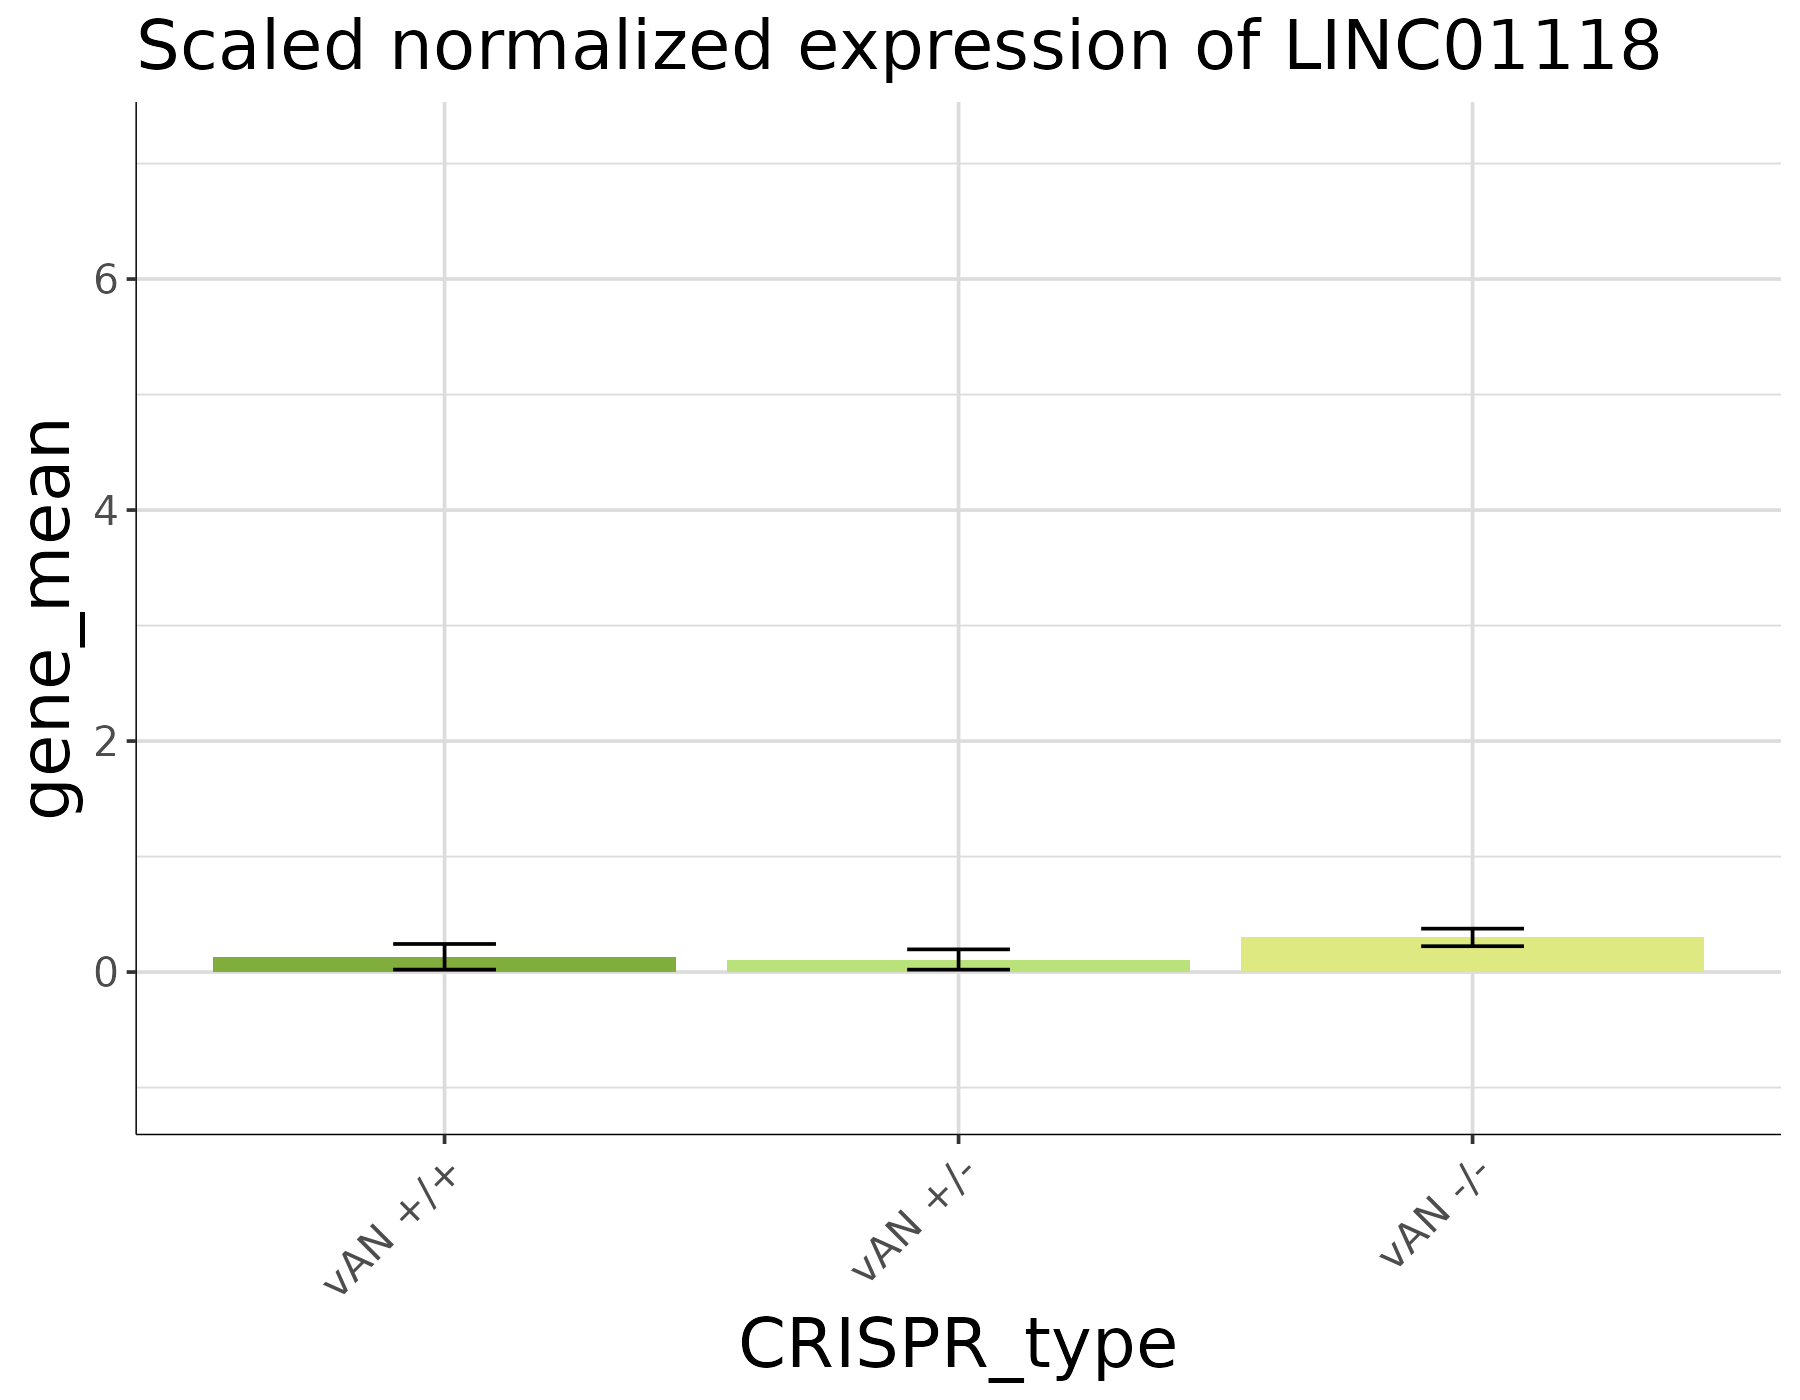 Scaled normalized expression of LINC01118
gene_mean
6
4
2
0
vAN +/+
vAN +/-
vAN -/-
CRISPR_type